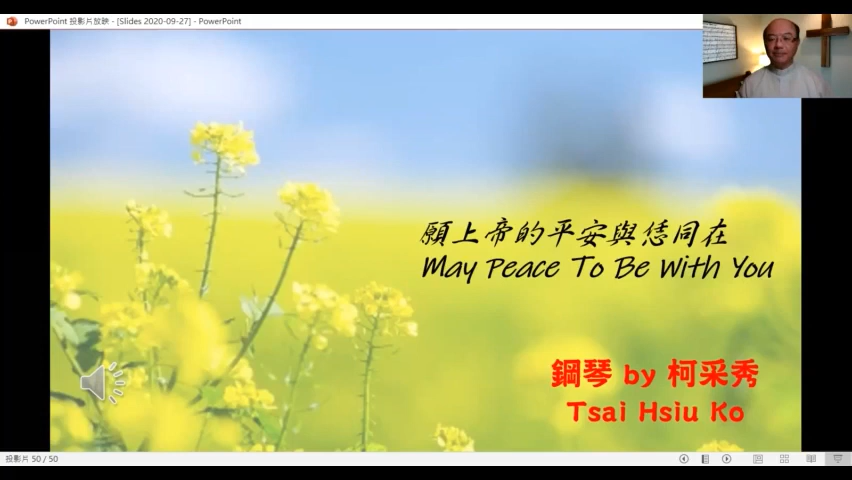 PowerPoint 投影片放映 - [Slides 2020-09-27] - PowerPoint
願上帝的平安與恁同在
May Peace To Be With You
鋼琴 by 柯采秀
Tsai Hsiu Ko
投影片 50 / 50